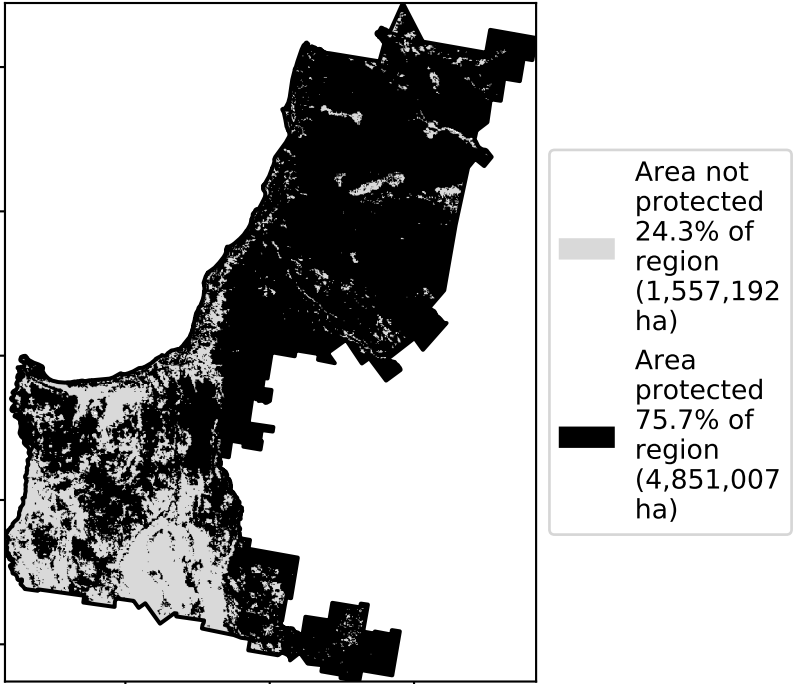 Area not
protected
24.3% of
region
(1,557,192
ha)
Area
protected
75.7% of
region
(4,851,007
ha)